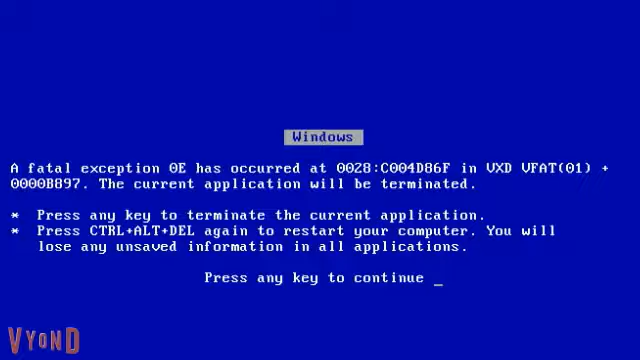 Windows
A fatal exception 0E has occurred at 0028:C004D86F in VXD VFAT(01) +
0000B897. The current application will be terminated.
* Press any key to terminate the current application.
* Press CTRL+ALT+DEL again to restart your computer. You will
lose any unsaved information in all applications.
Press any key to continue _
VYOND